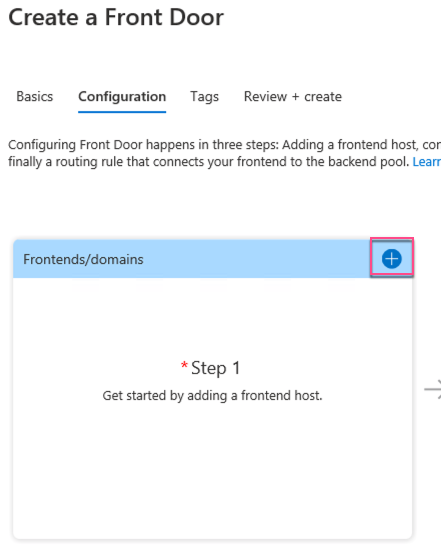 Create a Front Door
Basics Configuration Tags Review + create
Configuring Front Door happens in three steps: Adding a frontend host,
finally a routing rule that connects your frontend to the backend pool. Learn
Frontends/domains
* Step 1
Get started by adding a frontend host.